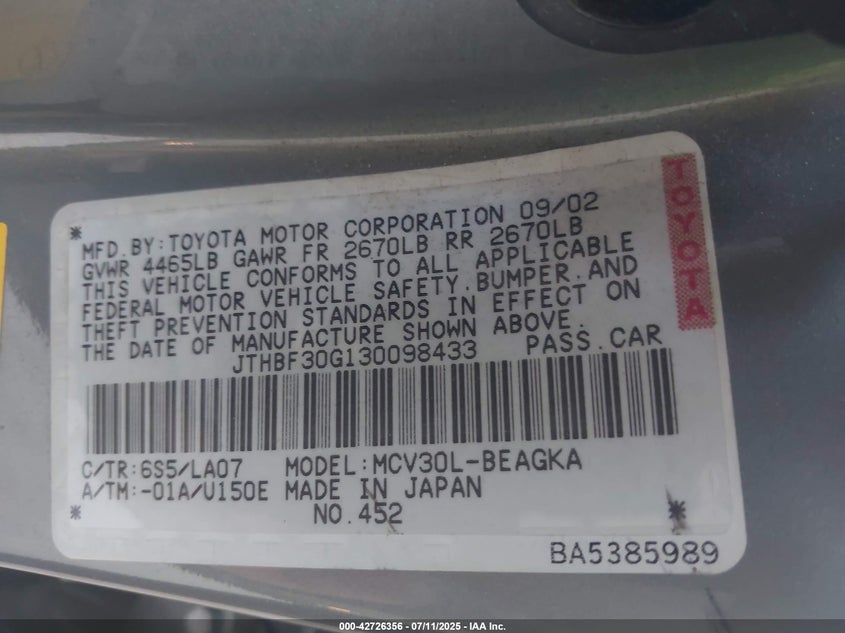 * MFD.BY:TOYOTA MOTOR CORPORATION 09/02
GVWR 4465LB GAWR FR 2670LB RR 2670LB
THIS VEHICLE CONFORMS TO ALL APPLICABLE
FEDERAL MOTOR VEHICLE SAFETY,BUMPER,AND
THEFT PREVENTION STANDARDS IN EFFECT ON
THE DATE OF MANUFACTURE SHOWN ABOVE.
JTHBF30G130098433 PASS.CAR
TOYOTA
C/TR:6S5/LA07 MODEL:MCV30L-BEAGKA
A/TM:-01A/U150E MADE IN JAPAN
* NO.452 *
BA5385989
000-42726356 - 07/11/2025 - IAA Inc.